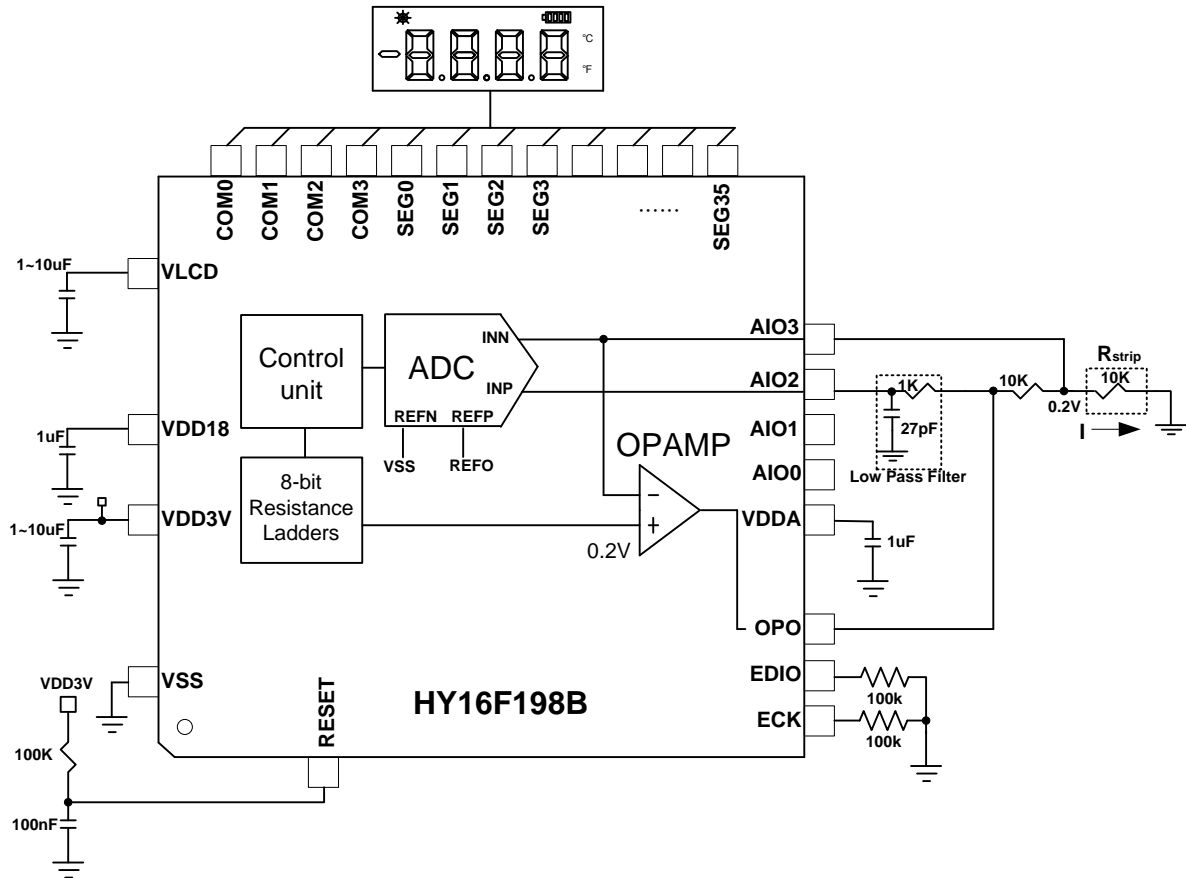 °C
°F
COM0
COM1
COM2
COM3
SEG0
SEG1
SEG2
SEG3
......
SEG35
1~10uF
VLCD
AIO3
Control
unit
ADC
INN
INP
REFN
REFP
VSS
REFO
AIO2
1K
27pF
Low Pass Filter
10K
0.2V
Rstrip
10K
I
1uF
VDD18
OPAMP
AIO1
AIO0
8-bit
Resistance
Ladders
−
+
0.2V
1~10uF
VDD3V
VDDA
1uF
OPO
VSS
EDIO
100k
ECK
100k
HY16F198B
RESET
VDD3V
100K
100nF